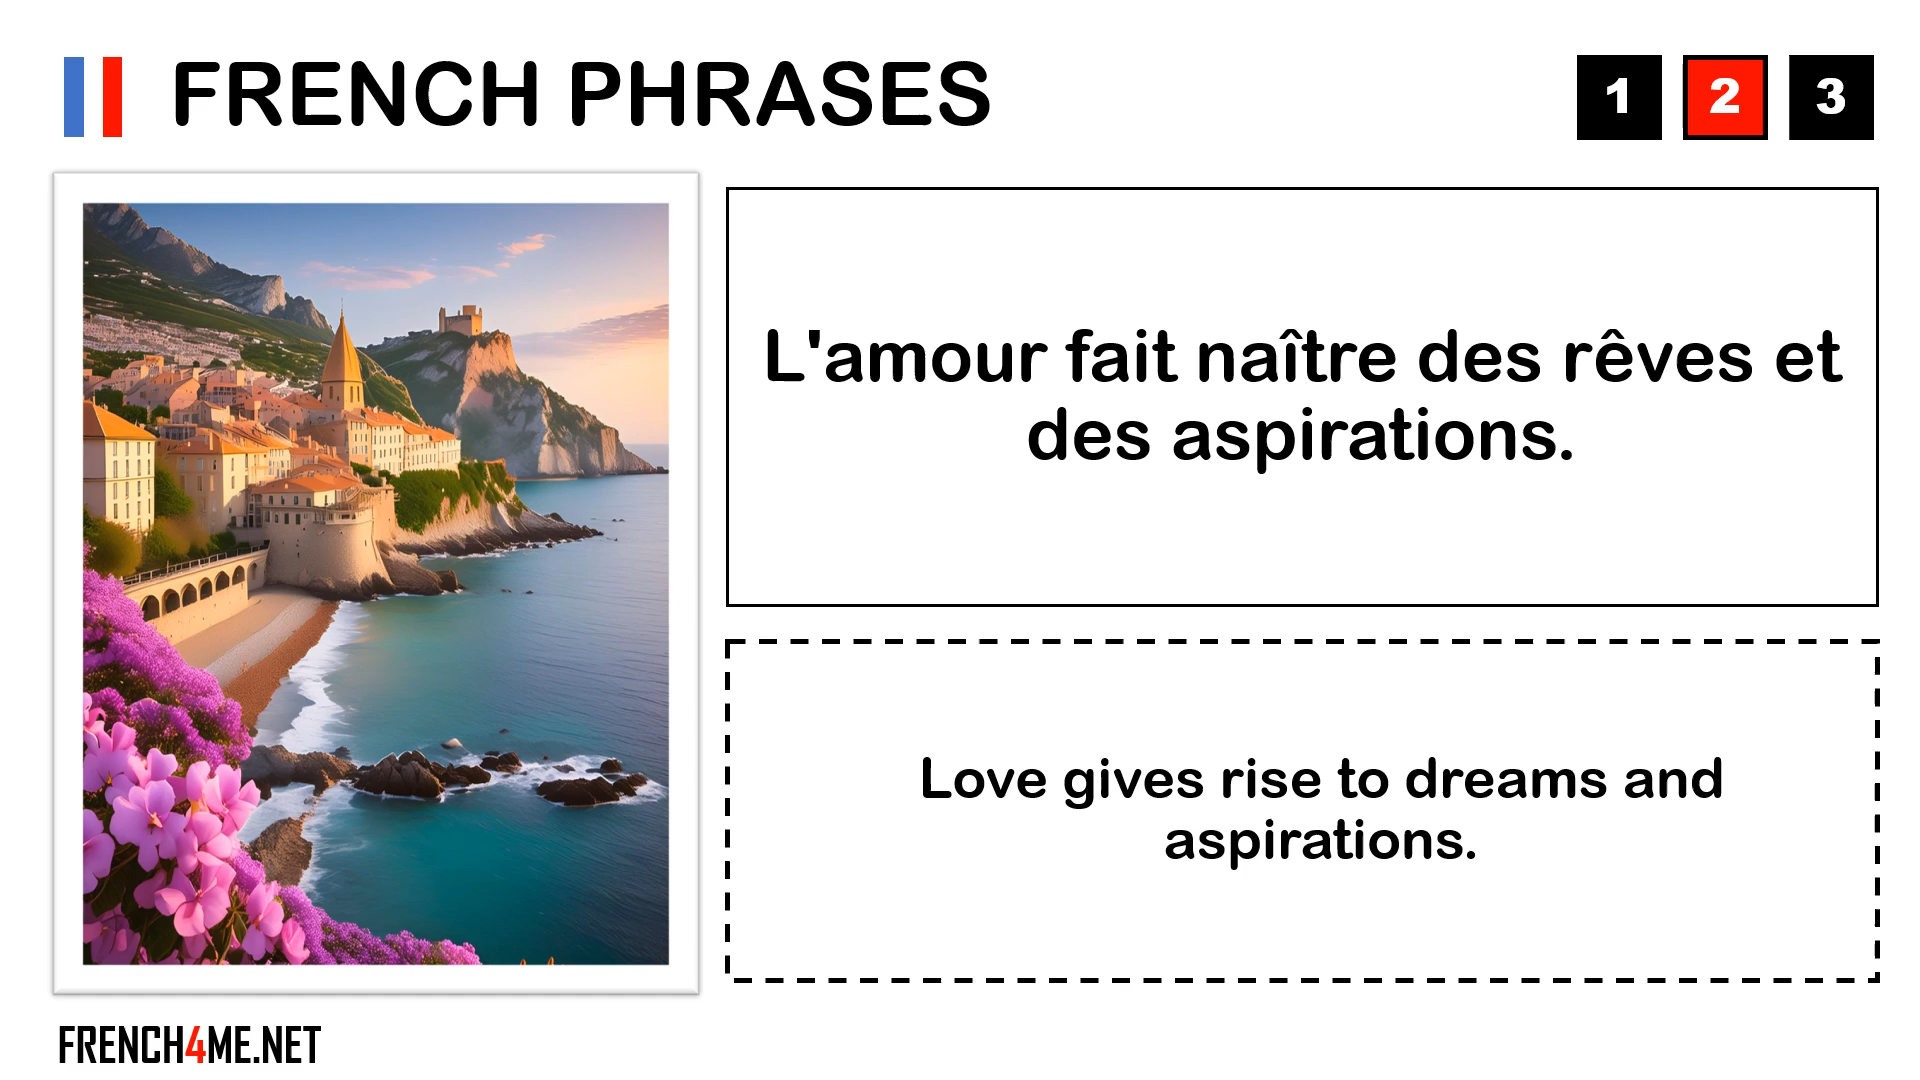 FRENCH PHRASES
1 2 3
L'amour fait naître des rêves et
des aspirations.
Love gives rise to dreams and
aspirations.
FRENCH4ME.NET